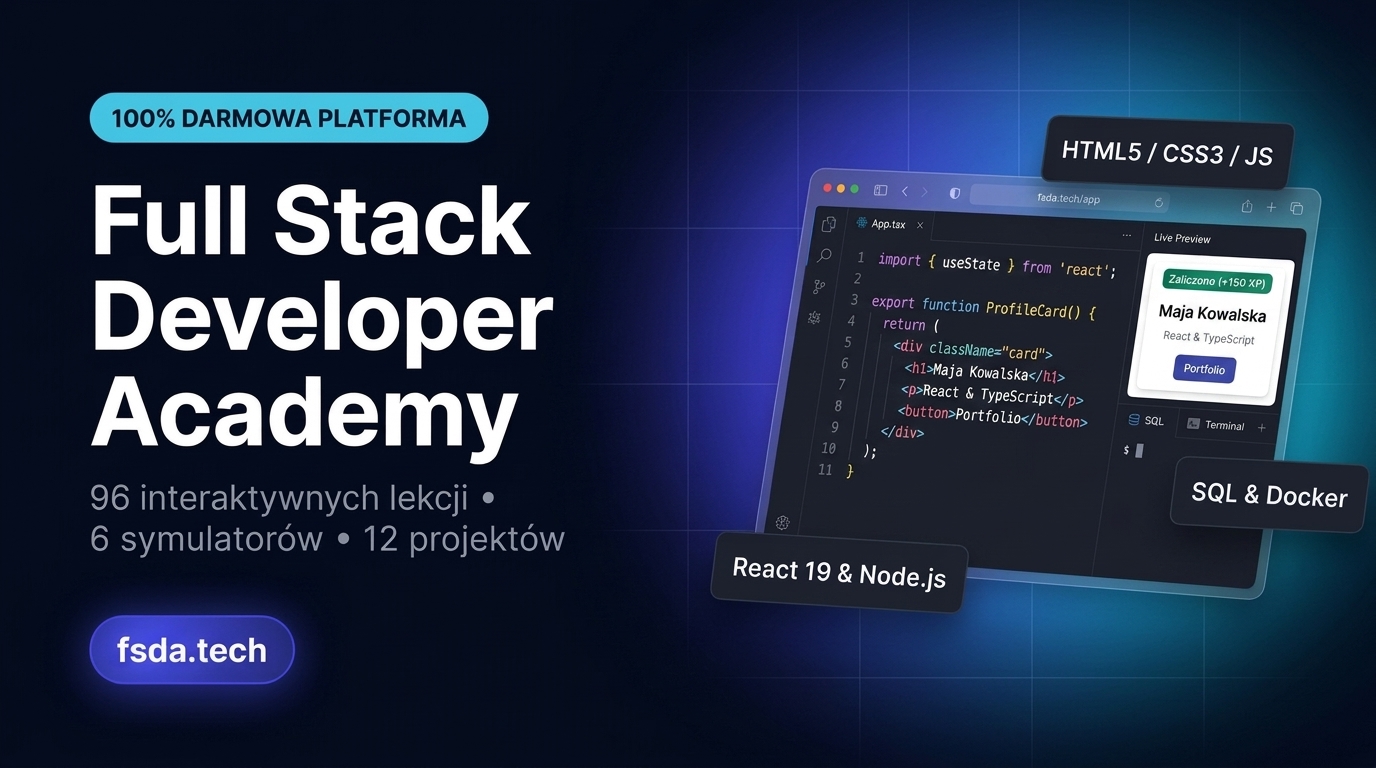 100% DARMOWA PLATFORMA
Full Stack
Developer
Academy
96 interaktywnych lekcji •
6 symulatorów • 12 projektów
fsda.tech
HTML5 / CSS3 / JS
fsda.tech/app
App.tsx
Live Preview
1 import { useState } from 'react';
2
3 export function ProfileCard() {
4 return (
5 <div className="card">
6 <h1>Maja Kowalska</h1>
7 <p>React & TypeScript</p>
8 <button>Portfolio</button>
9 </div>
10 );
11 }
Zaliczono (+150 XP)
Maja Kowalska
React & TypeScript
Portfolio
SQL
Terminal
$
SQL & Docker
React 19 & Node.js